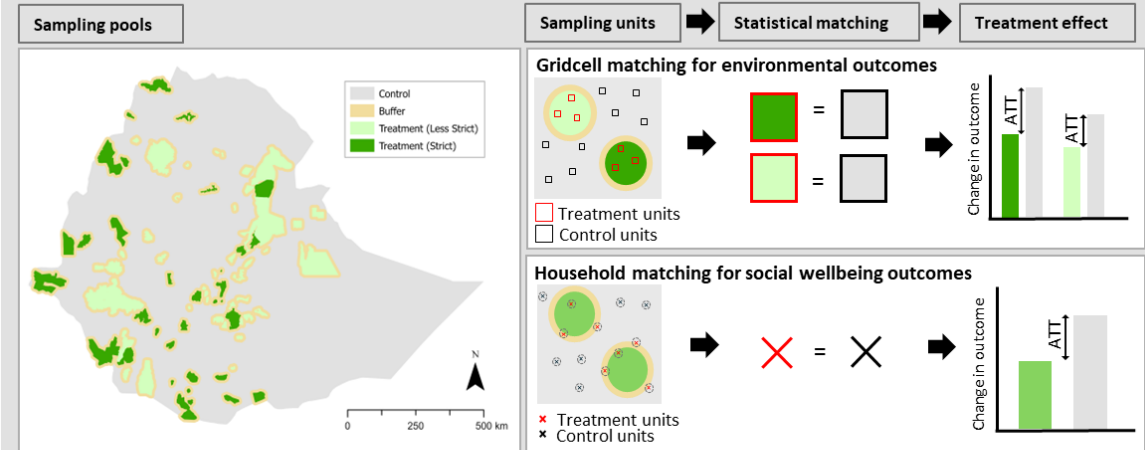 Sampling pools
Sampling units
Statistical matching
Treatment effect
Control
Buffer
Treatment (Less Strict)
Treatment (Strict)
N
0
250
500 km
Gridcell matching for environmental outcomes
=
=
Treatment units
Control units
Change in outcome
ATT
ATT
Household matching for social wellbeing outcomes
=
Treatment units
Control units
Change in outcome
ATT